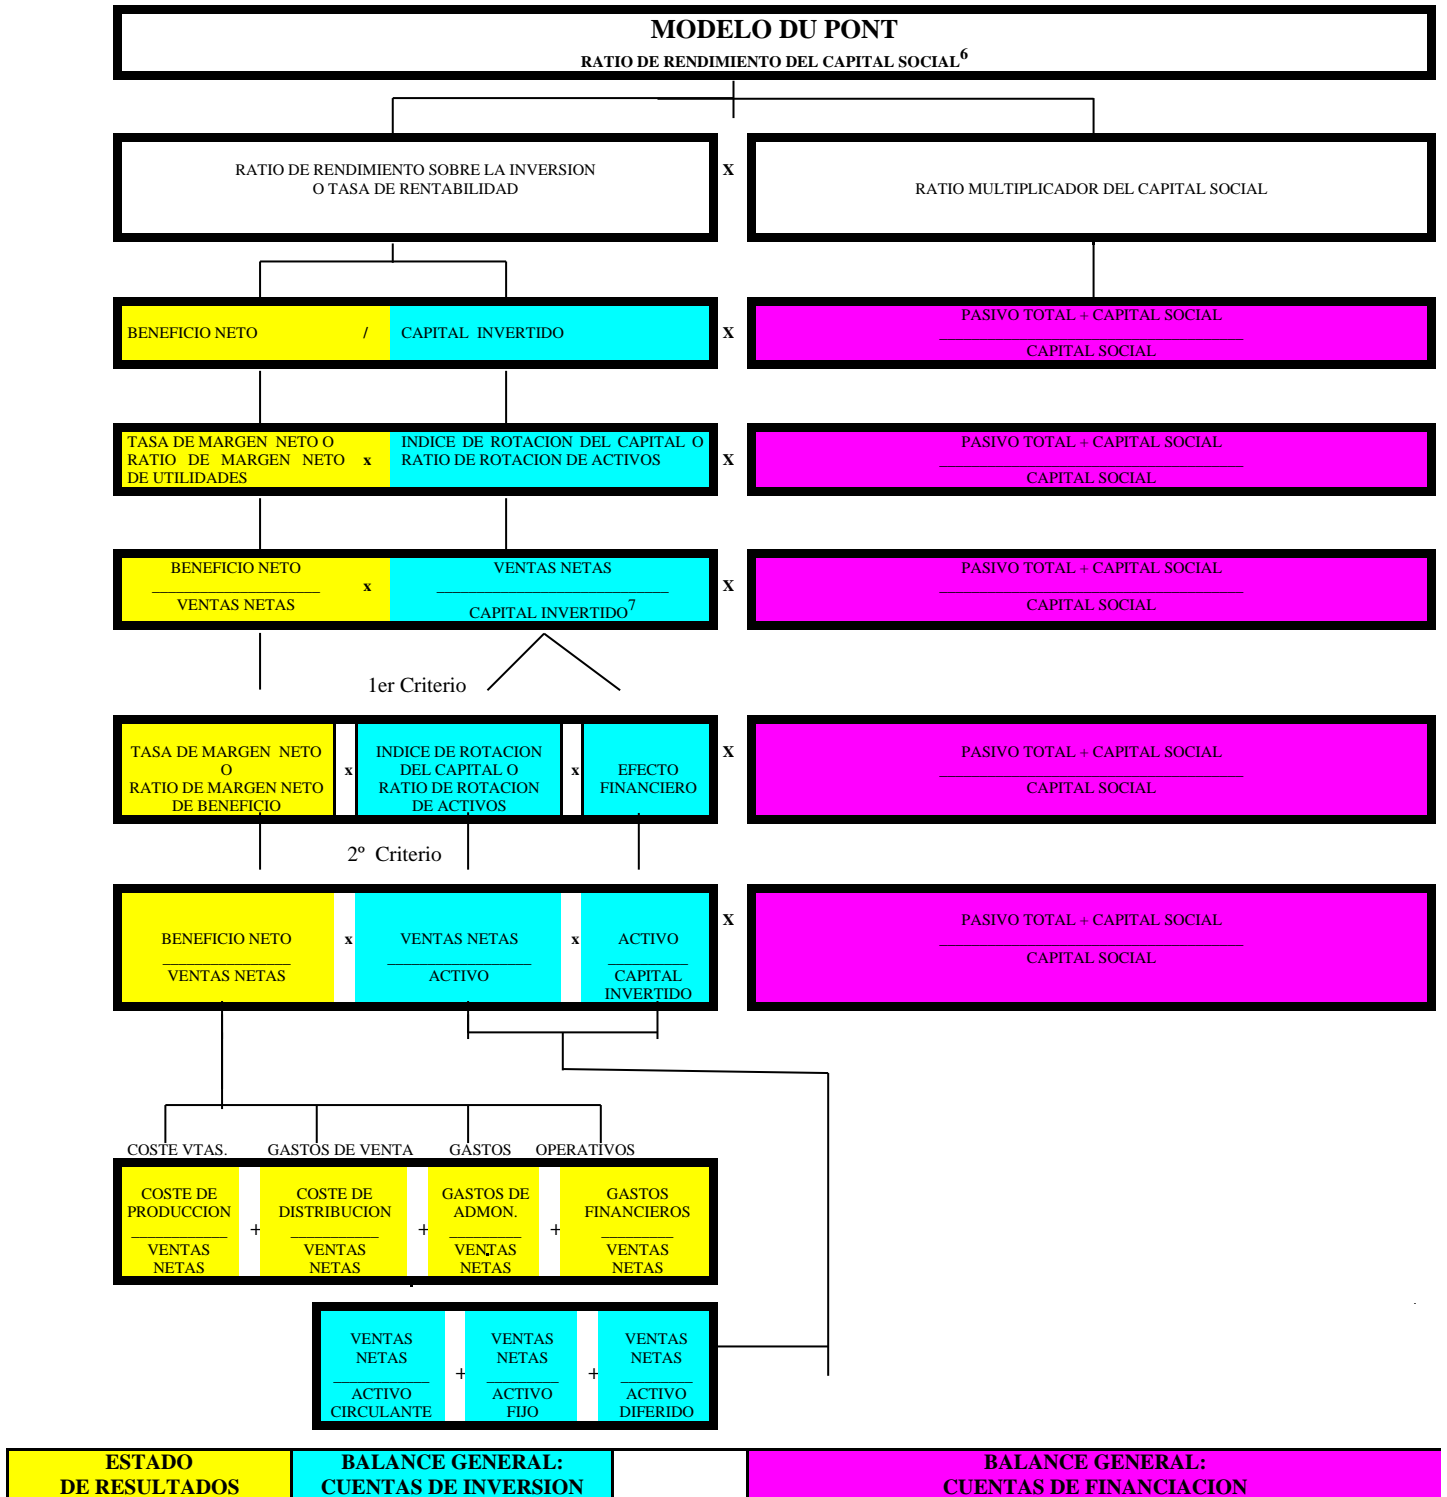 MODELO DU PONT
RATIO DE RENDIMIENTO DEL CAPITAL SOCIAL6
RATIO DE RENDIMIENTO SOBRE LA INVERSION
O TASA DE RENTABILIDAD
X
RATIO MULTIPLICADOR DEL CAPITAL SOCIAL
BENEFICIO NETO /
CAPITAL INVERTIDO
X
PASIVO TOTAL + CAPITAL SOCIAL
CAPITAL SOCIAL
TASA DE MARGEN NETO O
RATIO DE MARGEN NETO x
DE UTILIDADES
INDICE DE ROTACION DEL CAPITAL O
RATIO DE ROTACION DE ACTIVOS
X
PASIVO TOTAL + CAPITAL SOCIAL
CAPITAL SOCIAL
BENEFICIO NETO
VENTAS NETAS
x
VENTAS NETAS
CAPITAL INVERTIDO7
X
PASIVO TOTAL + CAPITAL SOCIAL
CAPITAL SOCIAL
1er Criterio
TASA DE MARGEN NETO
O
RATIO DE MARGEN NETO
DE BENEFICIO
x
INDICE DE ROTACION
DEL CAPITAL O
RATIO DE ROTACION
DE ACTIVOS
x
EFECTO
FINANCIERO
X
PASIVO TOTAL + CAPITAL SOCIAL
CAPITAL SOCIAL
2º Criterio
BENEFICIO NETO
VENTAS NETAS
x
VENTAS NETAS
ACTIVO
x
ACTIVO
CAPITAL
INVERTIDO
X
PASIVO TOTAL + CAPITAL SOCIAL
CAPITAL SOCIAL
COSTE VTAS. GASTOS DE VENTA GASTOS OPERATIVOS
COSTE DE
PRODUCCION
VENTAS
NETAS
+
COSTE DE
DISTRIBUCION
VENTAS
NETAS
+
GASTOS DE
ADMON.
VENTAS
NETAS
+
GASTOS
FINANCIEROS
VENTAS
NETAS
VENTAS
NETAS
ACTIVO
CIRCULANTE
+
VENTAS
NETAS
ACTIVO
FIJO
+
VENTAS
NETAS
ACTIVO
DIFERIDO
ESTADO
DE RESULTADOS
BALANCE GENERAL:
CUENTAS DE INVERSION
BALANCE GENERAL:
CUENTAS DE FINANCIACION